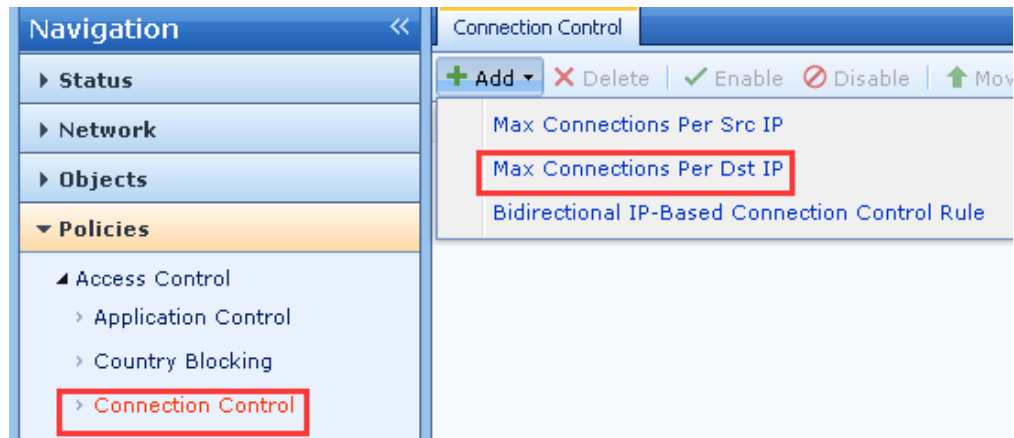 Navigation
Status
Network
Objects
Policies
Access Control
Application Control
Country Blocking
Connection Control
Connection Control
Add Delete Enable Disable Mov
Max Connections Per Src IP
Max Connections Per Dst IP
Bidirectional IP-Based Connection Control Rule